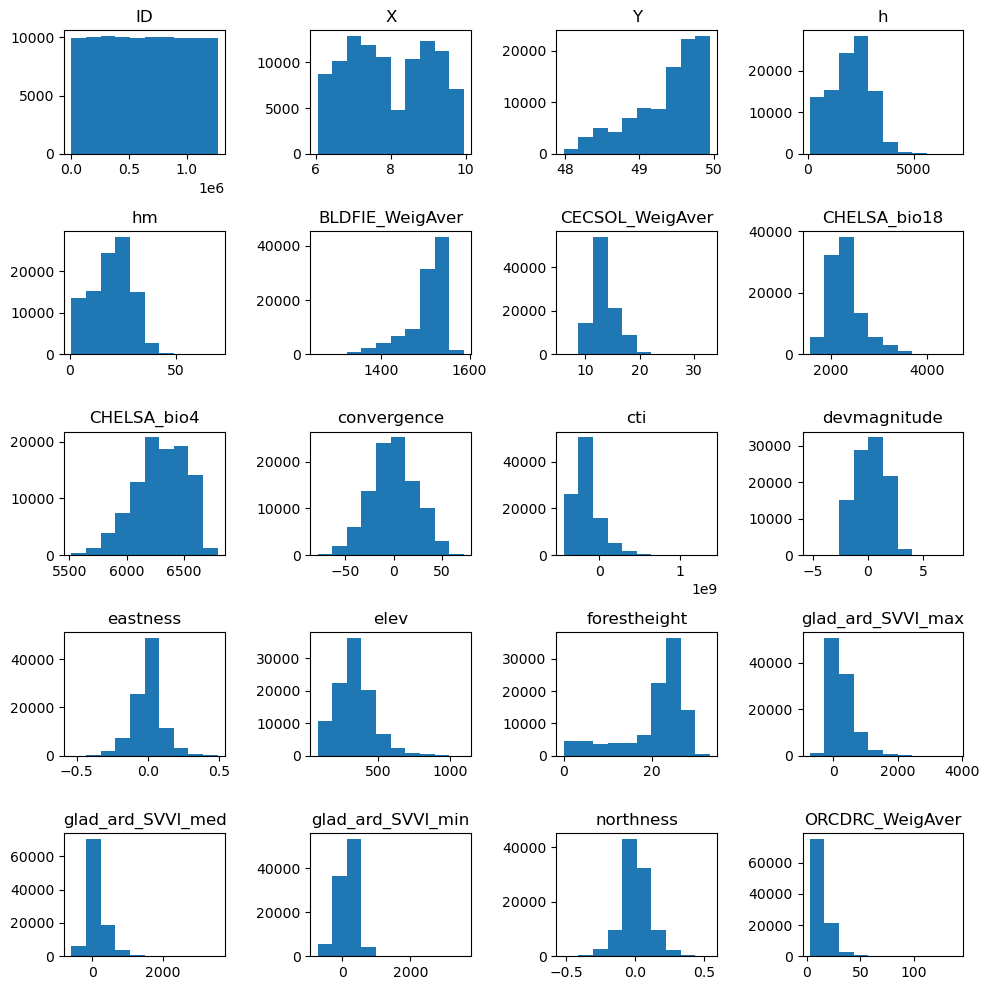 ID X Y h
10000 5000 0 0.0 0.5 1.0 1e6
10000 5000 0 6 8 10
20000 10000 0 48 49 50
20000 10000 0 0 5000
hm BLDFIE_WeigAver CECSOL_WeigAver CHELSA_bio18
20000 10000 0 0 50
40000 20000 0 1400 1600
40000 20000 0 10 20 30
40000 20000 0 2000 4000
CHELSA_bio4 convergence cti devmagnitude
20000 10000 0 5500 6000 6500
20000 10000 0 −50 0 50
40000 20000 0 0 1 1e9
30000 20000 10000 0 −5 0 5
eastness elev forestheight glad_ard_SVVI_max
40000 20000 0 −0.5 0.0 0.5
30000 20000 10000 0 500 1000
30000 20000 10000 0 0 20
40000 20000 0 0 2000 4000
glad_ard_SVVI_med glad_ard_SVVI_min northness ORCDRC_WeigAver
60000 40000 20000 0 0 2000
40000 20000 0 0 2000
40000 20000 0 −0.5 0.0 0.5
60000 40000 20000 0 0 50 100